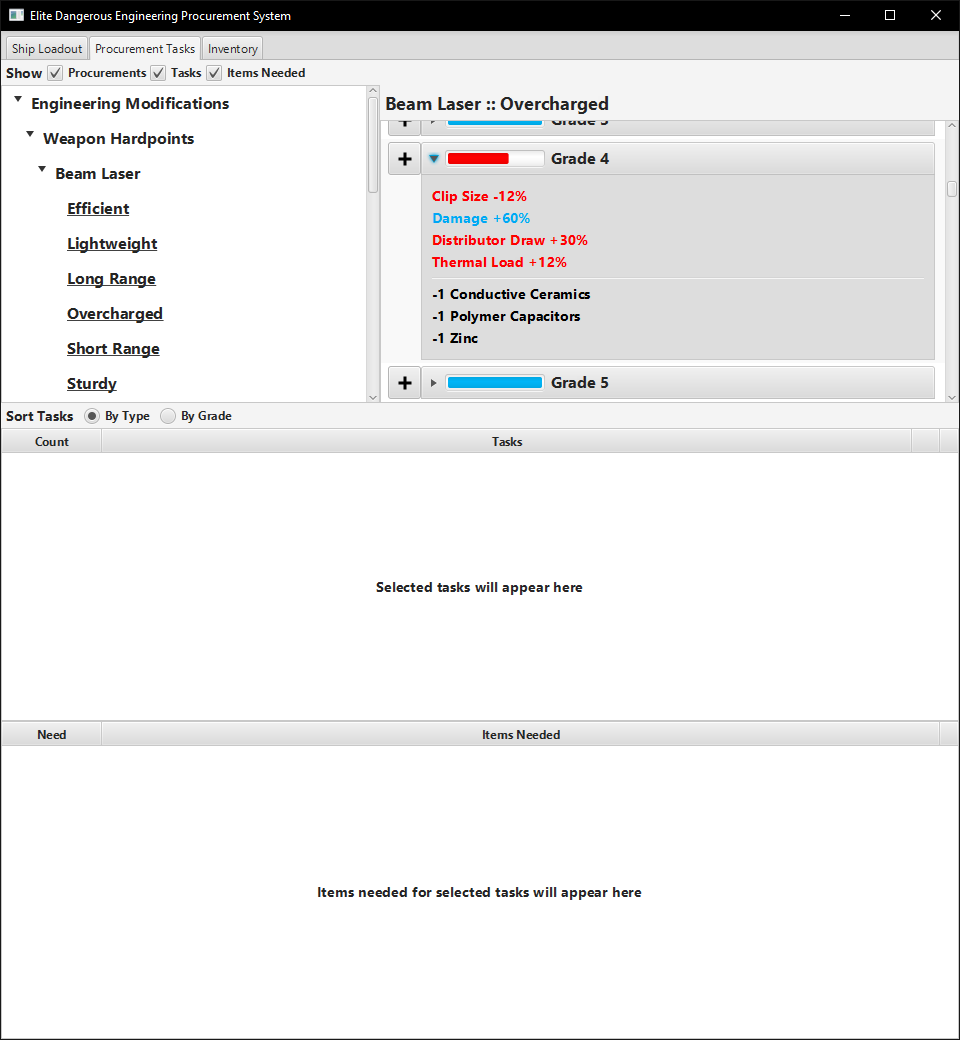 Elite Dangerous Engineering Procurement System
Ship Loadout Procurement Tasks Inventory
Show Procurements Tasks Items Needed
Engineering Modifications
Weapon Hardpoints
Beam Laser
Efficient
Lightweight
Long Range
Overcharged
Short Range
Sturdy
Beam Laser :: Overcharged
Grade 3
Grade 4
Clip Size -12%
Damage +60%
Distributor Draw +30%
Thermal Load +12%
-1 Conductive Ceramics
-1 Polymer Capacitors
-1 Zinc
Grade 5
Sort Tasks By Type By Grade
Count Tasks
Selected tasks will appear here
Need Items Needed
Items needed for selected tasks will appear here